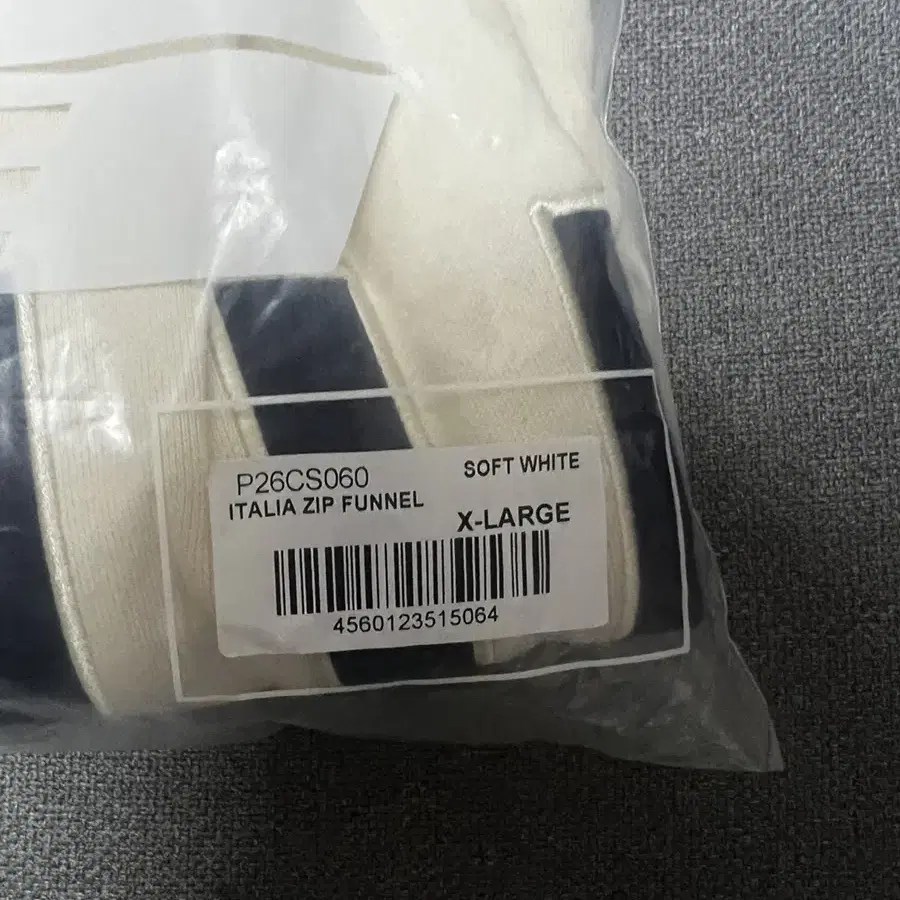 P26CS060 SOFT WHITE
ITALIA ZIP FUNNEL
X-LARGE
4560123515064